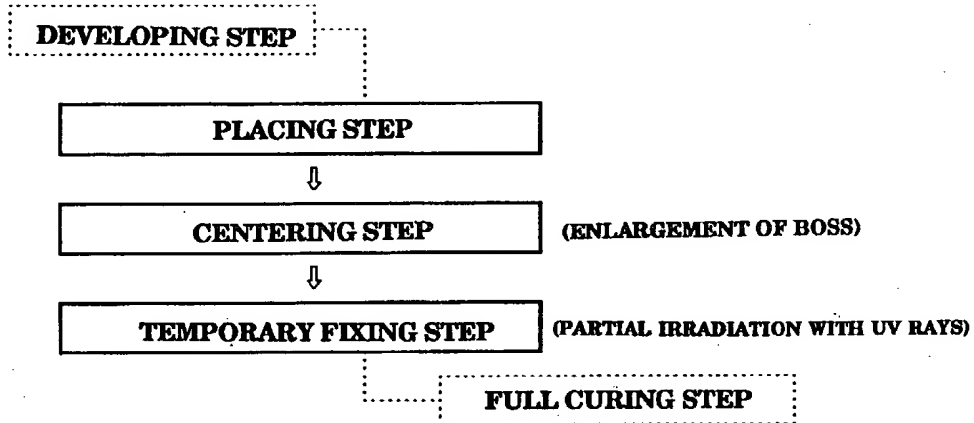 DEVELOPING STEP
PLACING STEP
⇩
CENTERING STEP (ENLARGEMENT OF BOSS)
⇩
TEMPORARY FIXING STEP (PARTIAL IRRADIATION WITH UV RAYS)
FULL CURING STEP